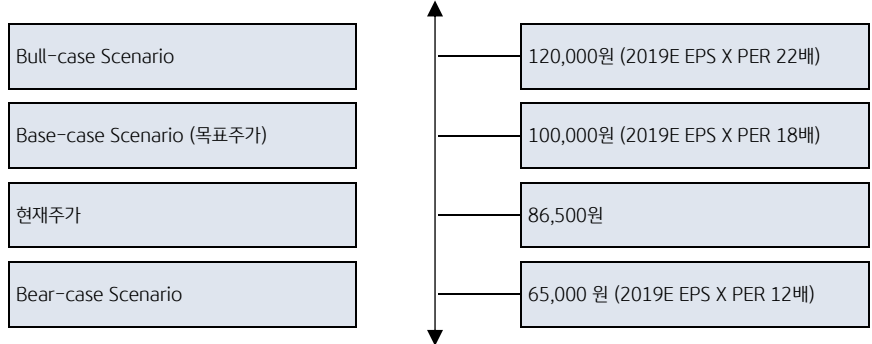 Bull-case Scenario
120,000원 (2019E EPS X PER 22배)
Base-case Scenario (목표주가)
100,000원 (2019E EPS X PER 18배)
현재주가
86,500원
Bear-case Scenario
65,000 원 (2019E EPS X PER 12배)